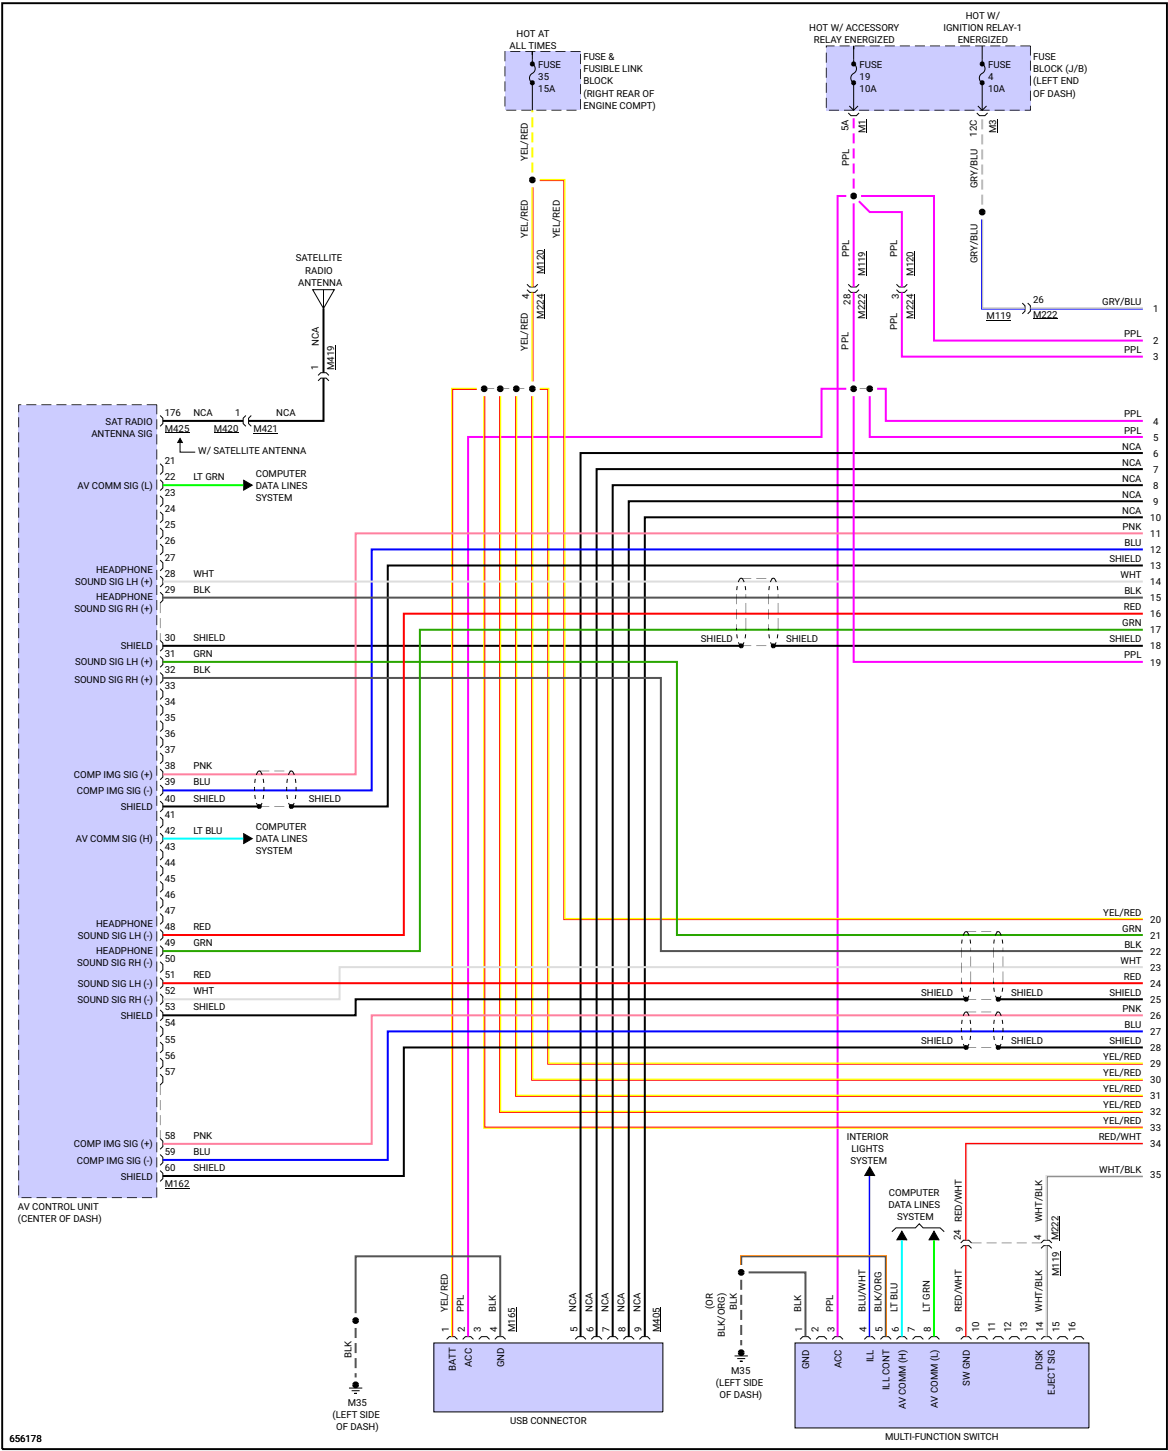 HOT AT
ALL TIMES
FUSE
35
15A
FUSE &
FUSIBLE LINK
BLOCK
(RIGHT REAR OF
ENGINE COMPT)
HOT W/ ACCESSORY
RELAY ENERGIZED
HOT W/
IGNITION RELAY-1
ENERGIZED
FUSE
19
10A
FUSE
4
10A
FUSE
BLOCK (J/B)
(LEFT END
OF DASH)
5A
M1
12C
M3
YEL/RED
PPL
GRY/BLU
YEL/RED
YEL/RED
PPL
PPL
GRY/BLU
M120
M119
M120
4
M224
28
M222
3
M224
YEL/RED
PPL
PPL
M119
26
M222
GRY/BLU 1
PPL 2
PPL 3
SATELLITE
RADIO
ANTENNA
NCA
1
M419
SAT RADIO
ANTENNA SIG
176 NCA 1 NCA
M425 M420 M421
W/ SATELLITE ANTENNA
PPL 4
PPL 5
NCA 6
NCA 7
NCA 8
NCA 9
NCA 10
PNK 11
BLU 12
SHIELD 13
WHT 14
BLK 15
RED 16
GRN 17
SHIELD SHIELD SHIELD 18
PPL 19
21
AV COMM SIG (L) 22 LT GRN
COMPUTER
DATA LINES
SYSTEM
23
24
25
26
27
HEADPHONE
SOUND SIG LH (+) 28 WHT
HEADPHONE
SOUND SIG RH (+) 29 BLK
SHIELD 30 SHIELD
SOUND SIG LH (+) 31 GRN
SOUND SIG RH (+) 32 BLK
33
34
35
36
37
COMP IMG SIG (+) 38 PNK
COMP IMG SIG (-) 39 BLU
SHIELD 40 SHIELD SHIELD
41
AV COMM SIG (H) 42 LT BLU
COMPUTER
DATA LINES
SYSTEM
43
44
45
46
47
HEADPHONE
SOUND SIG LH (-) 48 RED
HEADPHONE
SOUND SIG RH (-) 49 GRN
50
SOUND SIG LH (-) 51 RED
SOUND SIG RH (-) 52 WHT
SHIELD 53 SHIELD
54
55
56
57
COMP IMG SIG (+) 58 PNK
COMP IMG SIG (-) 59 BLU
SHIELD 60 SHIELD
M162
AV CONTROL UNIT
(CENTER OF DASH)
YEL/RED 20
GRN 21
BLK 22
WHT 23
RED 24
SHIELD SHIELD SHIELD 25
PNK 26
BLU 27
SHIELD SHIELD SHIELD 28
YEL/RED 29
YEL/RED 30
YEL/RED 31
YEL/RED 32
YEL/RED 33
RED/WHT 34
WHT/BLK 35
INTERIOR
LIGHTS
SYSTEM
COMPUTER
DATA LINES
SYSTEM
RED/WHT
WHT/BLK
24
4
M222
M119
BLK
M35
(LEFT SIDE
OF DASH)
YEL/RED
PPL
BLK
M165
NCA
NCA
NCA
NCA
NCA
M405
1 2 3 4 5 6 7 8 9
BATT
ACC
GND
USB CONNECTOR
(OR
BLK/ORG)
BLK
M35
(LEFT SIDE
OF DASH)
BLK
PPL
BLU/WHT
BLK/ORG
LT BLU
LT GRN
RED/WHT
WHT/BLK
1 2 3 4 5 6 7 8 9 10 11 12 13 14 15 16
GND
ACC
ILL
ILL CONT
AV COMM (H)
AV COMM (L)
SW GND
DISK
EJECT SIG
MULTI-FUNCTION SWITCH
656178